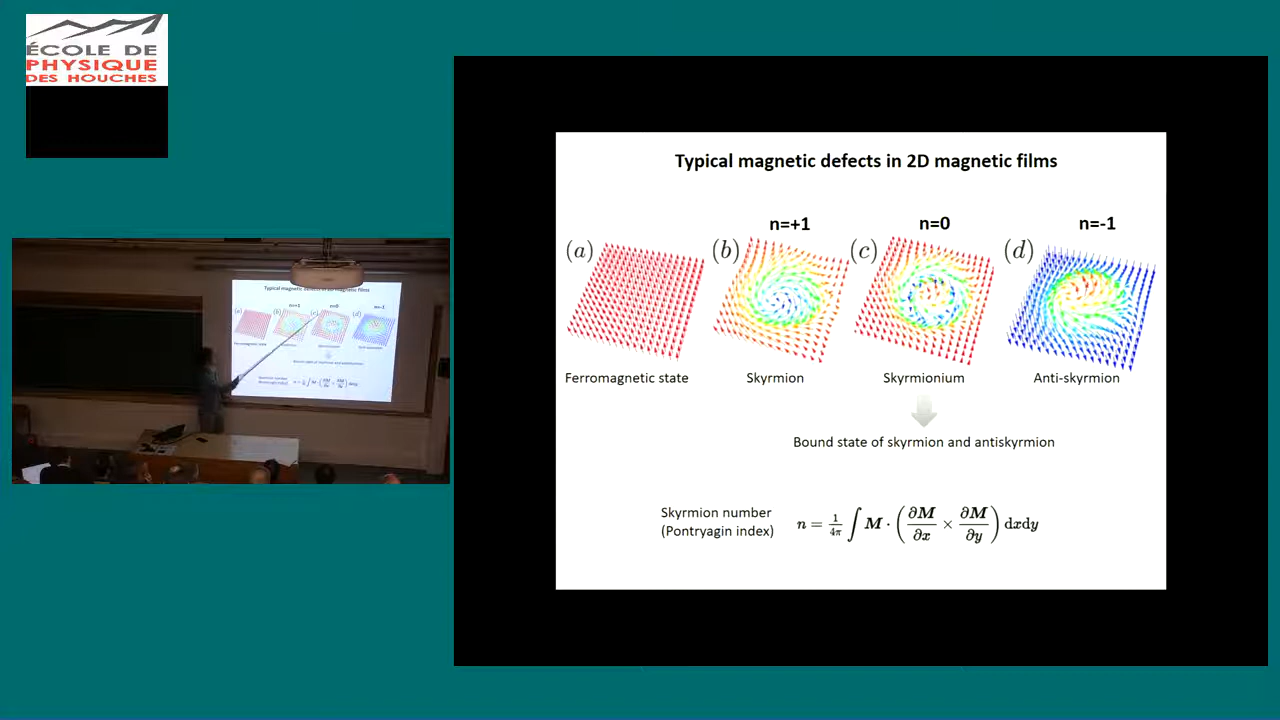 ÉCOLE DE
PHYSIQUE
DES HOUCHES
Typical magnetic defects in 2D magnetic films
n=+1
n=0
n=-1
(a)
(b)
(c)
(d)
Ferromagnetic state
Skyrmion
Skyrmionium
Anti-skyrmion
Bound state of skyrmion and antiskyrmion
Skyrmion number
(Pontryagin index)
n = 1/4π ∫ M · ( ∂M/∂x × ∂M/∂y ) dxdy